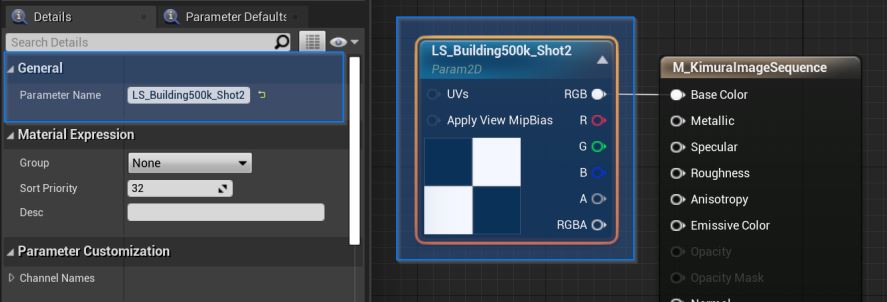 Details
Parameter Defaults
Search Details
General
Parameter Name
LS_Building500k_Shot2
Material Expression
Group
None
Sort Priority
32
Desc
Parameter Customization
Channel Names
LS_Building500k_Shot2
Param2D
UVs
RGB
Apply View MipBias
R
G
B
A
RGBA
M_KimuraImageSequence
Base Color
Metallic
Specular
Roughness
Anisotropy
Emissive Color
Opacity
Opacity Mask
Normal